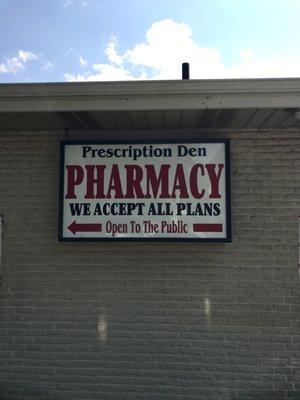 Prescription Den
PHARMACY
WE ACCEPT ALL PLANS
Open To The Public